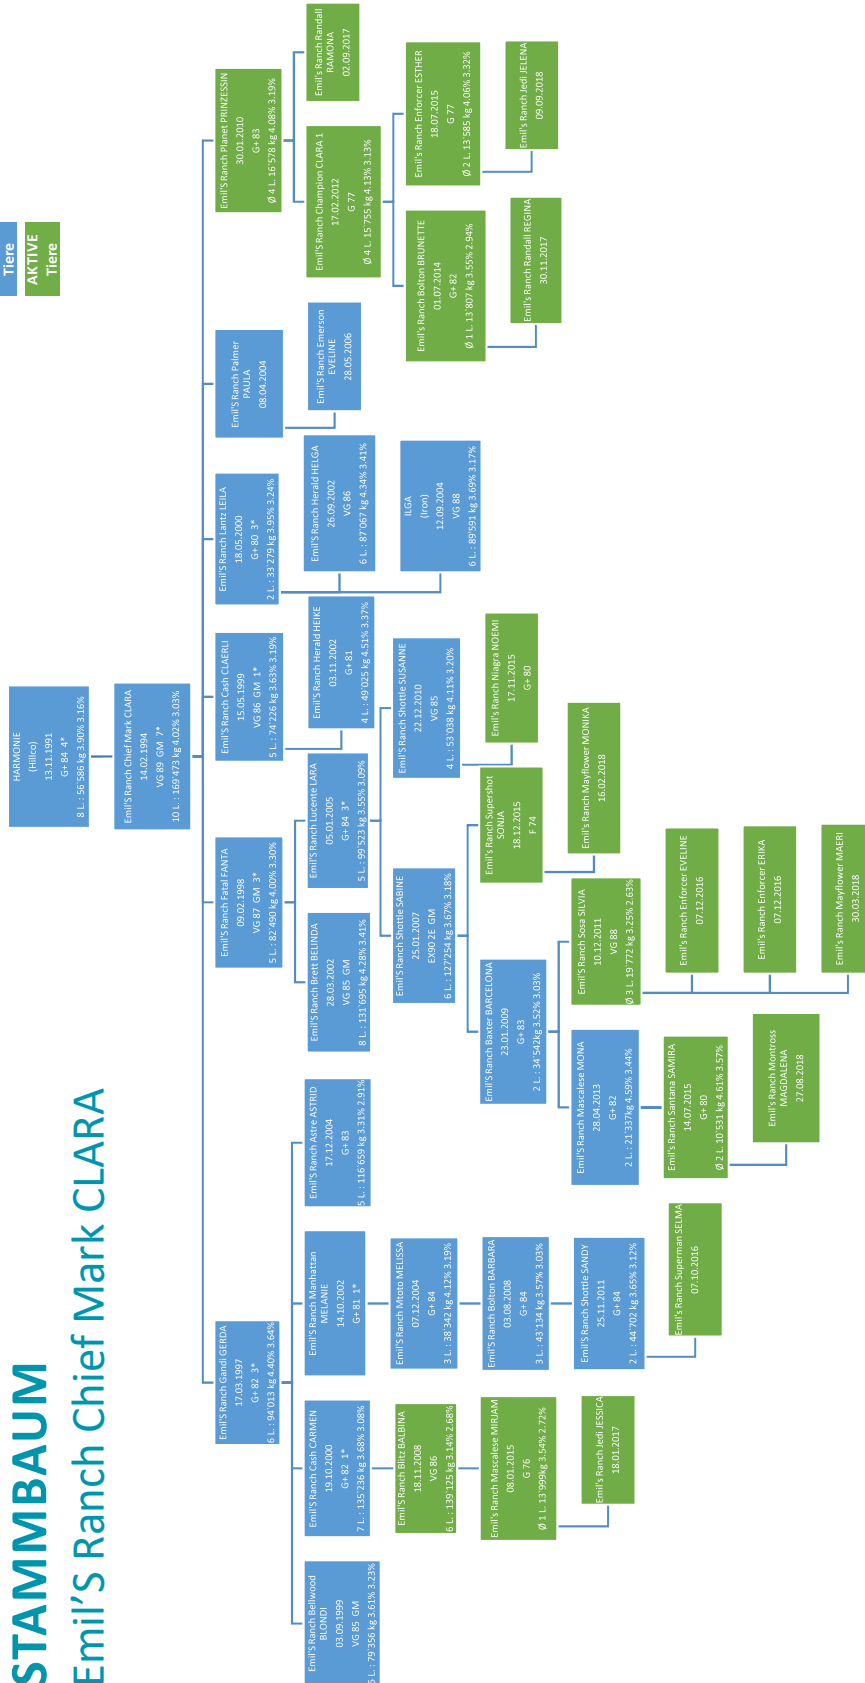 STAMMBAUM
Emil'S Ranch Chief Mark CLARA
Tiere
AKTIVE
Tiere
HARMONIE
(Hillco)
13.11.1991
G+ 84 4*
8 L. : 56'586 kg 3.90% 3.16%
Emil'S Ranch Chief Mark CLARA
14.02.1994
VG 89 GM 7*
10 L. : 169'473 kg 4.02% 3.03%
Emil'S Ranch Gandi GERDA
17.03.1997
G+ 82 3*
6 L. : 94'013 kg 4.40% 3.64%
Emil'S Ranch Fatal FANTA
09.02.1998
VG 87 GM 3*
5 L. : 82'490 kg 4.00% 3.30%
Emil'S Ranch Cash CLAERLI
15.05.1999
VG 86 GM 1*
5 L. : 74'226 kg 3.63% 3.19%
Emil'S Ranch Lantz LEILA
18.05.2000
G+ 80 3*
2 L. : 33'279 kg 3.95% 3.24%
Emil'S Ranch Palmer
PAULA
08.04.2004
Emil'S Ranch Planet PRINZESSIN
30.01.2010
G+ 83
Ø 4 L. 16'578 kg 4.08% 3.19%
Emil'S Ranch Bellwood
BLONDI
03.09.1999
VG 85 GM
L. : 79'356 kg 3.61% 3.23%
Emil'S Ranch Cash CARMEN
19.10.2000
G+ 82 1*
7 L. : 135'236 kg 3.68% 3.08%
Emil'S Ranch Manhattan
MELANIE
14.10.2002
G+ 81 1*
Emil'S Ranch Astre ASTRID
17.12.2004
G+ 83
5 L. : 116'659 kg 3.31% 2.91%
Emil'S Ranch Brett BELINDA
28.03.2002
VG 85 GM
8 L. : 131'695 kg 4.28% 3.41%
Emil'S Ranch Lucente LARA
05.01.2005
G+ 84 3*
5 L. : 99'523 kg 3.55% 3.09%
Emil'S Ranch Herald HEIKE
03.11.2002
G+ 81
4 L. : 49'025 kg 4.51% 3.37%
Emil'S Ranch Herald HELGA
26.09.2002
VG 86
6 L. : 87'067 kg 4.34% 3.41%
Emil'S Ranch Emerson
EVELINE
28.05.2006
Emil'S Ranch Champion CLARA 1
17.02.2012
G 77
Ø 4 L. 15'755 kg 4.13% 3.13%
Emil's Ranch Randall
RAMONA
02.09.2017
Emil'S Ranch Blitz BALBINA
18.11.2008
VG 86
6 L. : 139'125 kg 3.14% 2.68%
Emil'S Ranch Mtoto MELISSA
07.12.2004
G+ 84
3 L. : 38'342 kg 4.12% 3.19%
Emil'S Ranch Shottle SABINE
25.01.2007
EX90 2E GM
6 L. : 127'254 kg 3.67% 3.18%
Emil'S Ranch Shottle SUSANNE
22.12.2010
VG 85
4 L. : 53'038 kg 4.11% 3.20%
ILGA
(Iron)
12.09.2004
VG 88
6 L. : 89'591 kg 3.69% 3.17%
Emil's Ranch Bolton BRUNETTE
01.07.2014
G+ 82
Ø 1 L. 13'807 kg 3.55% 2.94%
Emil's Ranch Enforcer ESTHER
18.07.2015
G 77
Ø 2 L. 13'585 kg 4.06% 3.32%
Emil's Ranch Mascalese MIRJAM
08.01.2015
G 76
Ø 1 L. 13'999kg 3.54% 2.72%
Emil'S Ranch Bolton BARBARA
03.08.2008
G+ 84
3 L. : 43'134 kg 3.57% 3.03%
Emil'S Ranch Baxter BARCELONA
23.01.2009
G+ 83
2 L. : 34'542kg 3.52% 3.03%
Emil's Ranch Supershot
SONJA
18.12.2015
F 74
Emil's Ranch Niagra NOEMI
17.11.2015
G+ 80
Emil's Ranch Randall REGINA
30.11.2017
Emil's Ranch Jedi JELENA
09.09.2018
Emil's Ranch Jedi JESSICA
18.01.2017
Emil'S Ranch Shottle SANDY
25.11.2011
G+ 84
2 L. : 44'702 kg 3.65% 3.12%
Emil'S Ranch Mascalese MONA
28.04.2013
G+ 82
2 L. : 21'337kg 4.59% 3.44%
Emil'S Ranch Sosa SILVIA
10.12.2011
VG 88
Ø 3 L. 19'772 kg 3.25% 2.63%
Emil's Ranch Mayflower MONIKA
16.02.2018
Emil's Ranch Superman SELMA
07.10.2016
Emil's Ranch Santana SAMIRA
14.07.2015
G+ 80
Ø 2 L. 10'531 kg 4.61% 3.57%
Emil's Ranch Enforcer EVELINE
07.12.2016
Emil's Ranch Montross
MAGDALENA
27.08.2018
Emil's Ranch Enforcer ERIKA
07.12.2016
Emil's Ranch Mayflower MAERI
30.03.2018